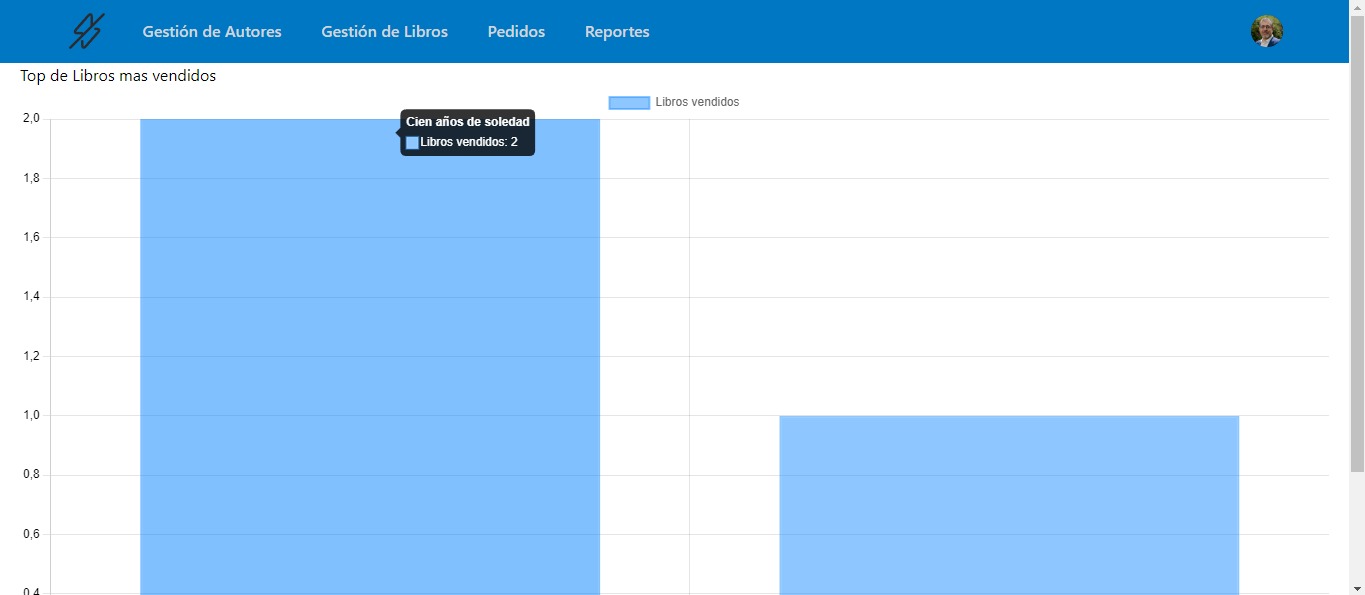 Gestión de Autores Gestión de Libros Pedidos Reportes
Top de Libros mas vendidos
Libros vendidos
2,0
Cien años de soledad
Libros vendidos: 2
1,8
1,6
1,4
1,2
1,0
0,8
0,6
0,4